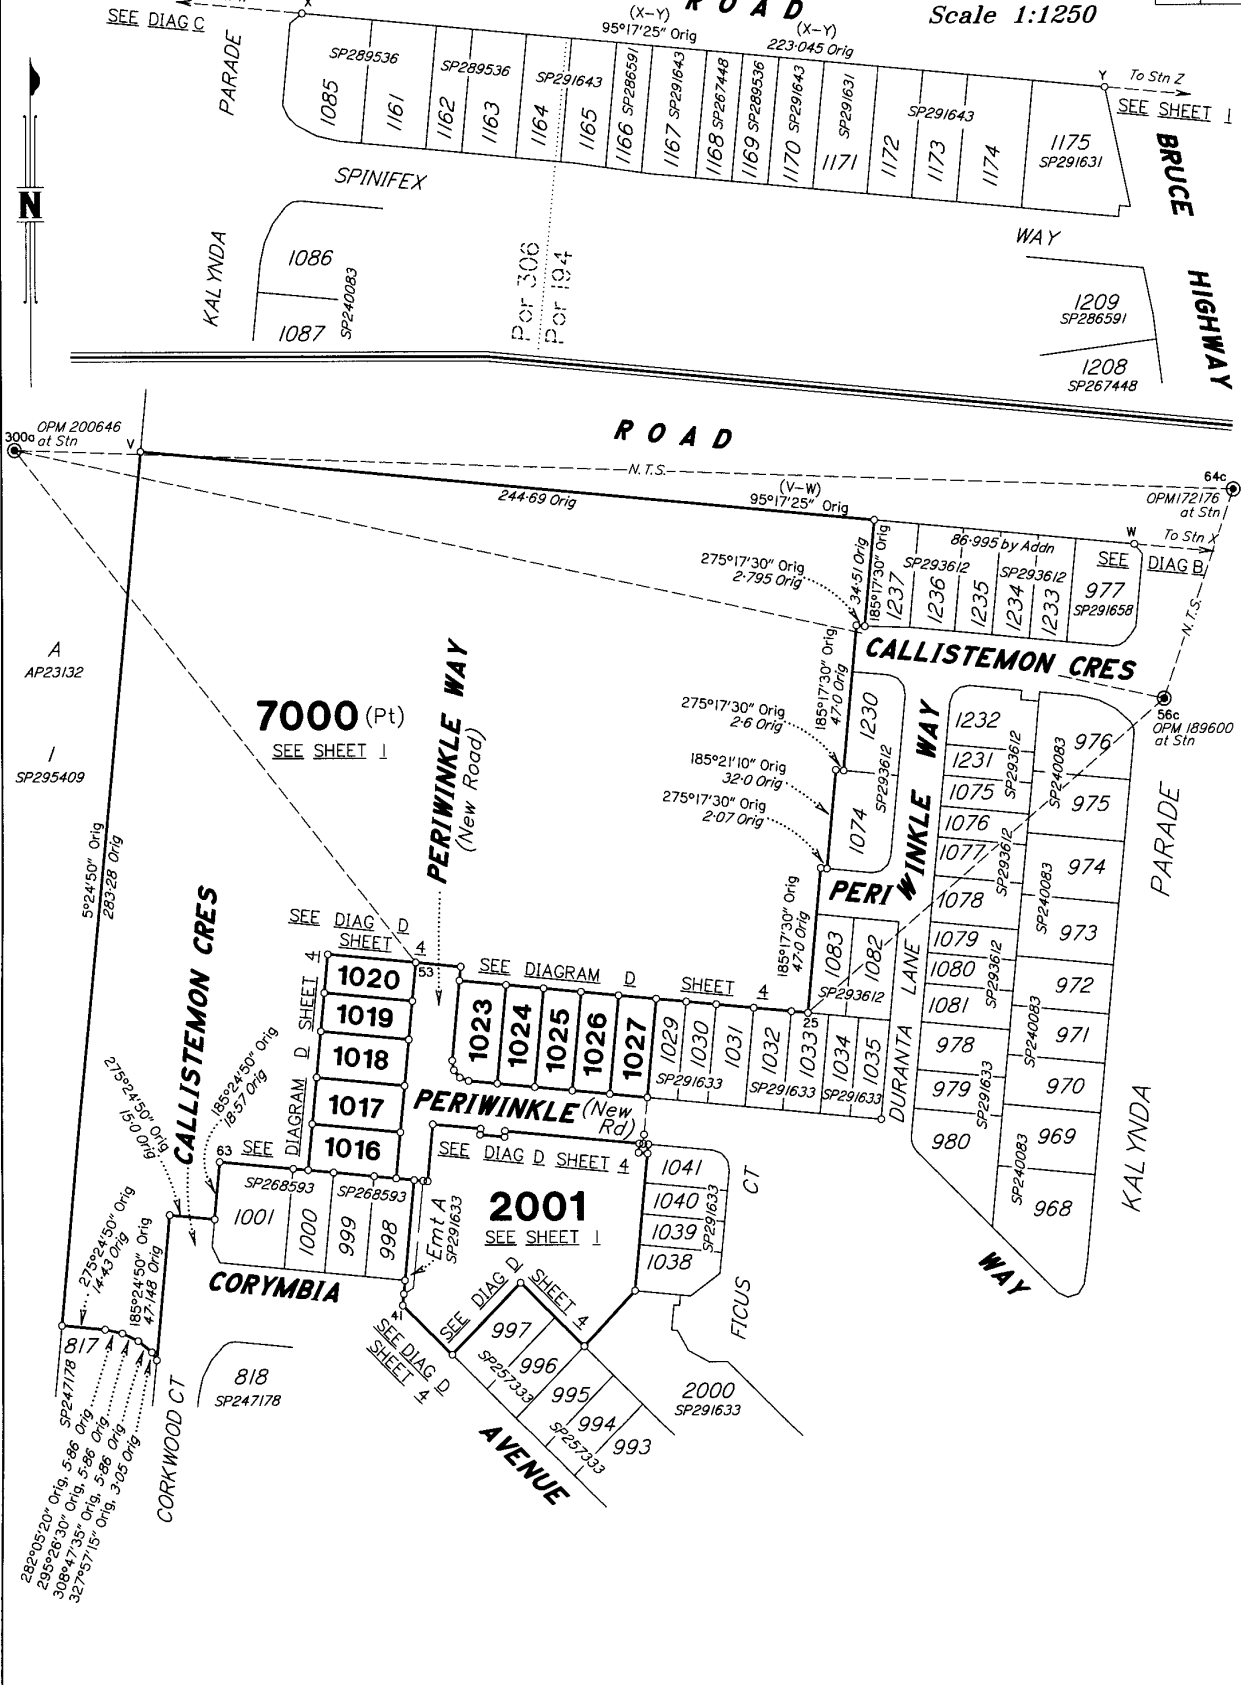 SEE DIAG C
X
R O A D
(X-Y)
95°17'25" Orig
(X-Y)
223·045 Orig
Scale 1:1250
Y
To Stn Z
SEE SHEET 1
PARADE
SP289536
1085
1161
SP289536
1162
1163
SP291643
1164
1165
1166 SP286591
1167 SP291643
1168 SP267448
1169 SP289536
1170 SP291643
SP291631
1171
SP291643
1172
1173
1174
1175
SP291631
BRUCE
HIGHWAY
SPINIFEX
WAY
KALYNDA
1086
SP240083
1087
Por 306
Por 194
N
1209
SP286591
1208
SP267448
OPM 200646
at Stn
300a
V
R O A D
N.T.S.
(V-W)
244·69 Orig
95°17'25" Orig
64c
OPM172176
at Stn
W
To Stn X
86·995 by Addn
SEE
DIAG B
275°17'30" Orig
2·795 Orig
34·51 Orig
185°17'30" Orig
1237
SP293612
1236
1235
SP293612
1234
1233
977
SP291658
N.T.S.
CALLISTEMON CRES
56c
OPM 189600
at Stn
A
AP23132
1
SP295409
7000 (Pt)
SEE SHEET 1
PERIWINKLE WAY
(New Road)
185°17'30" Orig
47·0 Orig
275°17'30" Orig
2·6 Orig
185°21'10" Orig
32·0 Orig
275°17'30" Orig
2·07 Orig
1230
SP293612
1074
PERIWINKLE WAY
1232
1231
SP293612
1075
1076
1077
SP293612
1078
1079
1080
SP293612
1081
978
979
SP291633
980
976
SP240083
975
974
SP240083
973
972
971
SP240083
970
969
SP240083
968
PARADE
KALYNDA
5°24'50" Orig
283·28 Orig
CALLISTEMON CRES
SEE DIAG D
SHEET 4
53
SEE DIAGRAM D SHEET 4
1020
1019
1018
1017
1016
SEE DIAGRAM D SHEET 4
1023
1024
1025
1026
1027
1029
1030
SP291633
1031
1032
SP291633
1033
1034
SP291633
1035
185°17'30" Orig
47·0 Orig
1083
1082
SP293612
25
DURANTA LANE
PERIWINKLE (New
Rd)
275°24'50" Orig
15·0 Orig
185°24'50" Orig
18·57 Orig
63
SP268593
1001
1000
SP268593
999
998
Emt A
SP291633
SEE DIAG D SHEET 4
2001
SEE SHEET 1
1041
1040
1039
1038
SP291633
FICUS CT
CORYMBIA
AVENUE
WAY
41
SEE DIAG D
SHEET 4
SEE DIAG D SHEET 4
997
996
SP257333
995
994
SP257333
993
2000
SP291633
275°24'50" Orig
14·43 Orig
185°24'50" Orig
47·148 Orig
817
SP247178
818
SP247178
CORKWOOD CT
282°05'20" Orig, 5·86 Orig
295°26'30" Orig, 5·86 Orig
308°47'35" Orig, 5·86 Orig
327°57'15" Orig, 3·05 Orig